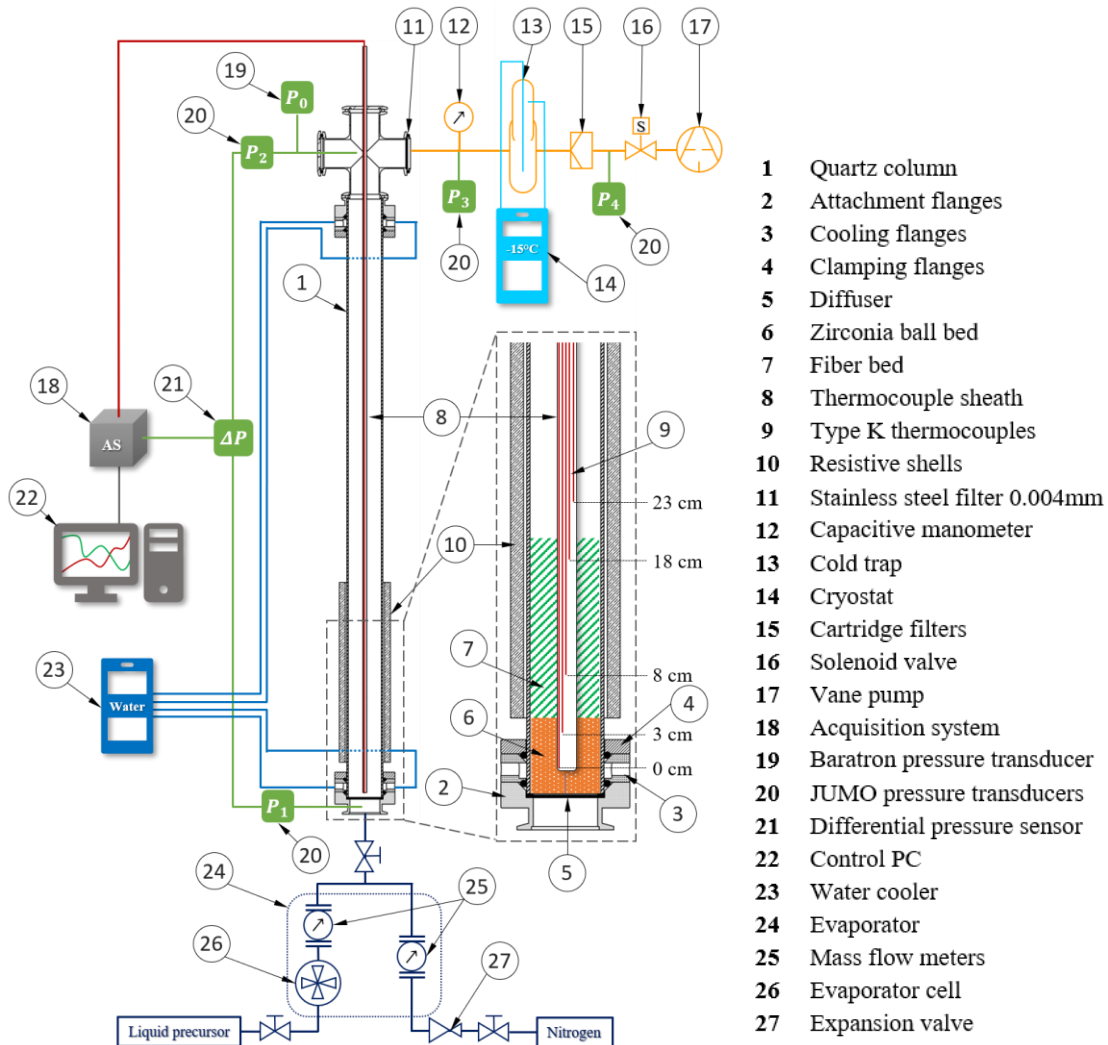 11
12
13
15
16
17
19
P0
S
20
P2
P3
P4
20
20
-15°C
14
1
18
21
8
9
AS
ΔP
23 cm
22
10
18 cm
7
8 cm
23
Water
6
4
3 cm
0 cm
2
3
P1
20
5
24
25
26
27
Liquid precursor
Nitrogen
1 Quartz column
2 Attachment flanges
3 Cooling flanges
4 Clamping flanges
5 Diffuser
6 Zirconia ball bed
7 Fiber bed
8 Thermocouple sheath
9 Type K thermocouples
10 Resistive shells
11 Stainless steel filter 0.004mm
12 Capacitive manometer
13 Cold trap
14 Cryostat
15 Cartridge filters
16 Solenoid valve
17 Vane pump
18 Acquisition system
19 Baratron pressure transducer
20 JUMO pressure transducers
21 Differential pressure sensor
22 Control PC
23 Water cooler
24 Evaporator
25 Mass flow meters
26 Evaporator cell
27 Expansion valve